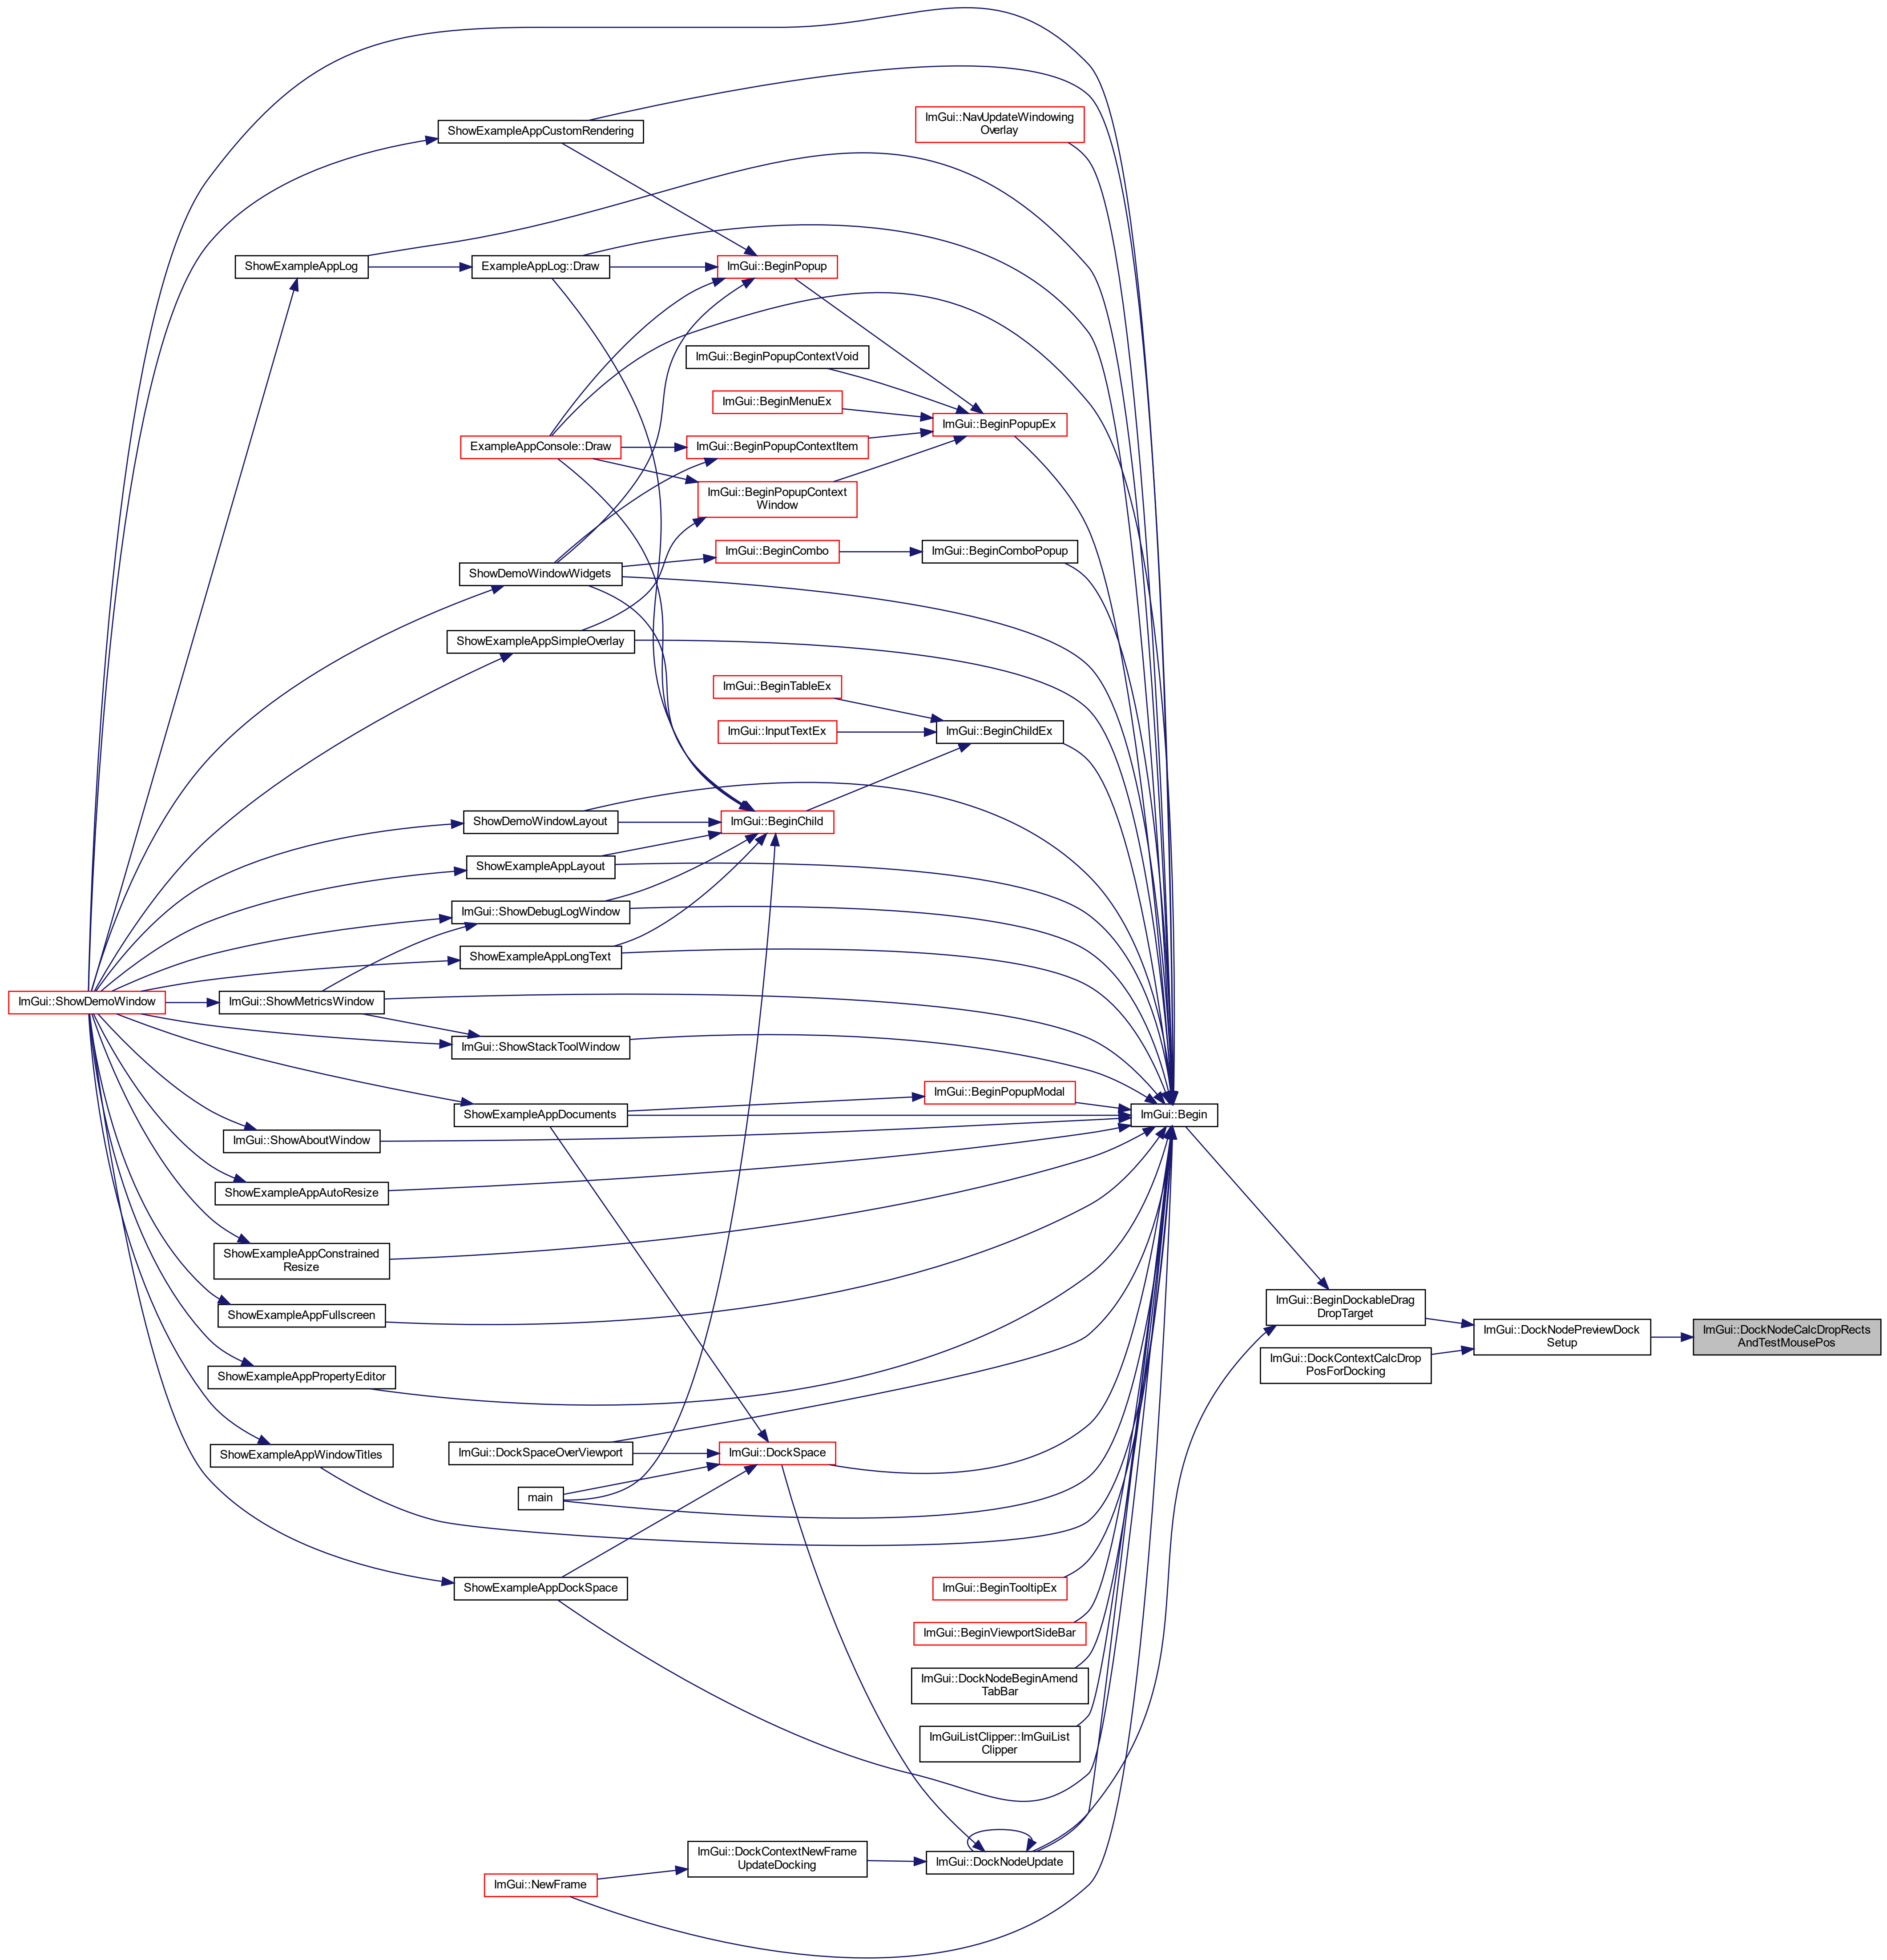 ImGui::NavUpdateWindowing
Overlay
ShowExampleAppCustomRendering
ShowExampleAppLog
ExampleAppLog::Draw
ImGui::BeginPopup
ImGui::BeginPopupContextVoid
ImGui::BeginMenuEx
ImGui::BeginPopupEx
ExampleAppConsole::Draw
ImGui::BeginPopupContextItem
ImGui::BeginPopupContext
Window
ImGui::BeginCombo
ImGui::BeginComboPopup
ShowDemoWindowWidgets
ShowExampleAppSimpleOverlay
ImGui::BeginTableEx
ImGui::InputTextEx
ImGui::BeginChildEx
ShowDemoWindowLayout
ImGui::BeginChild
ShowExampleAppLayout
ImGui::ShowDebugLogWindow
ShowExampleAppLongText
ImGui::ShowDemoWindow
ImGui::ShowMetricsWindow
ImGui::ShowStackToolWindow
ImGui::BeginPopupModal
ShowExampleAppDocuments
ImGui::Begin
ImGui::ShowAboutWindow
ShowExampleAppAutoResize
ShowExampleAppConstrained
Resize
ShowExampleAppFullscreen
ImGui::BeginDockableDrag
DropTarget
ImGui::DockNodePreviewDock
Setup
ImGui::DockNodeCalcDropRects
AndTestMousePos
ImGui::DockContextCalcDrop
PosForDocking
ShowExampleAppPropertyEditor
ShowExampleAppWindowTitles
ImGui::DockSpaceOverViewport
ImGui::DockSpace
main
ShowExampleAppDockSpace
ImGui::BeginTooltipEx
ImGui::BeginViewportSideBar
ImGui::DockNodeBeginAmend
TabBar
ImGuiListClipper::ImGuiList
Clipper
ImGui::DockContextNewFrame
UpdateDocking
ImGui::DockNodeUpdate
ImGui::NewFrame